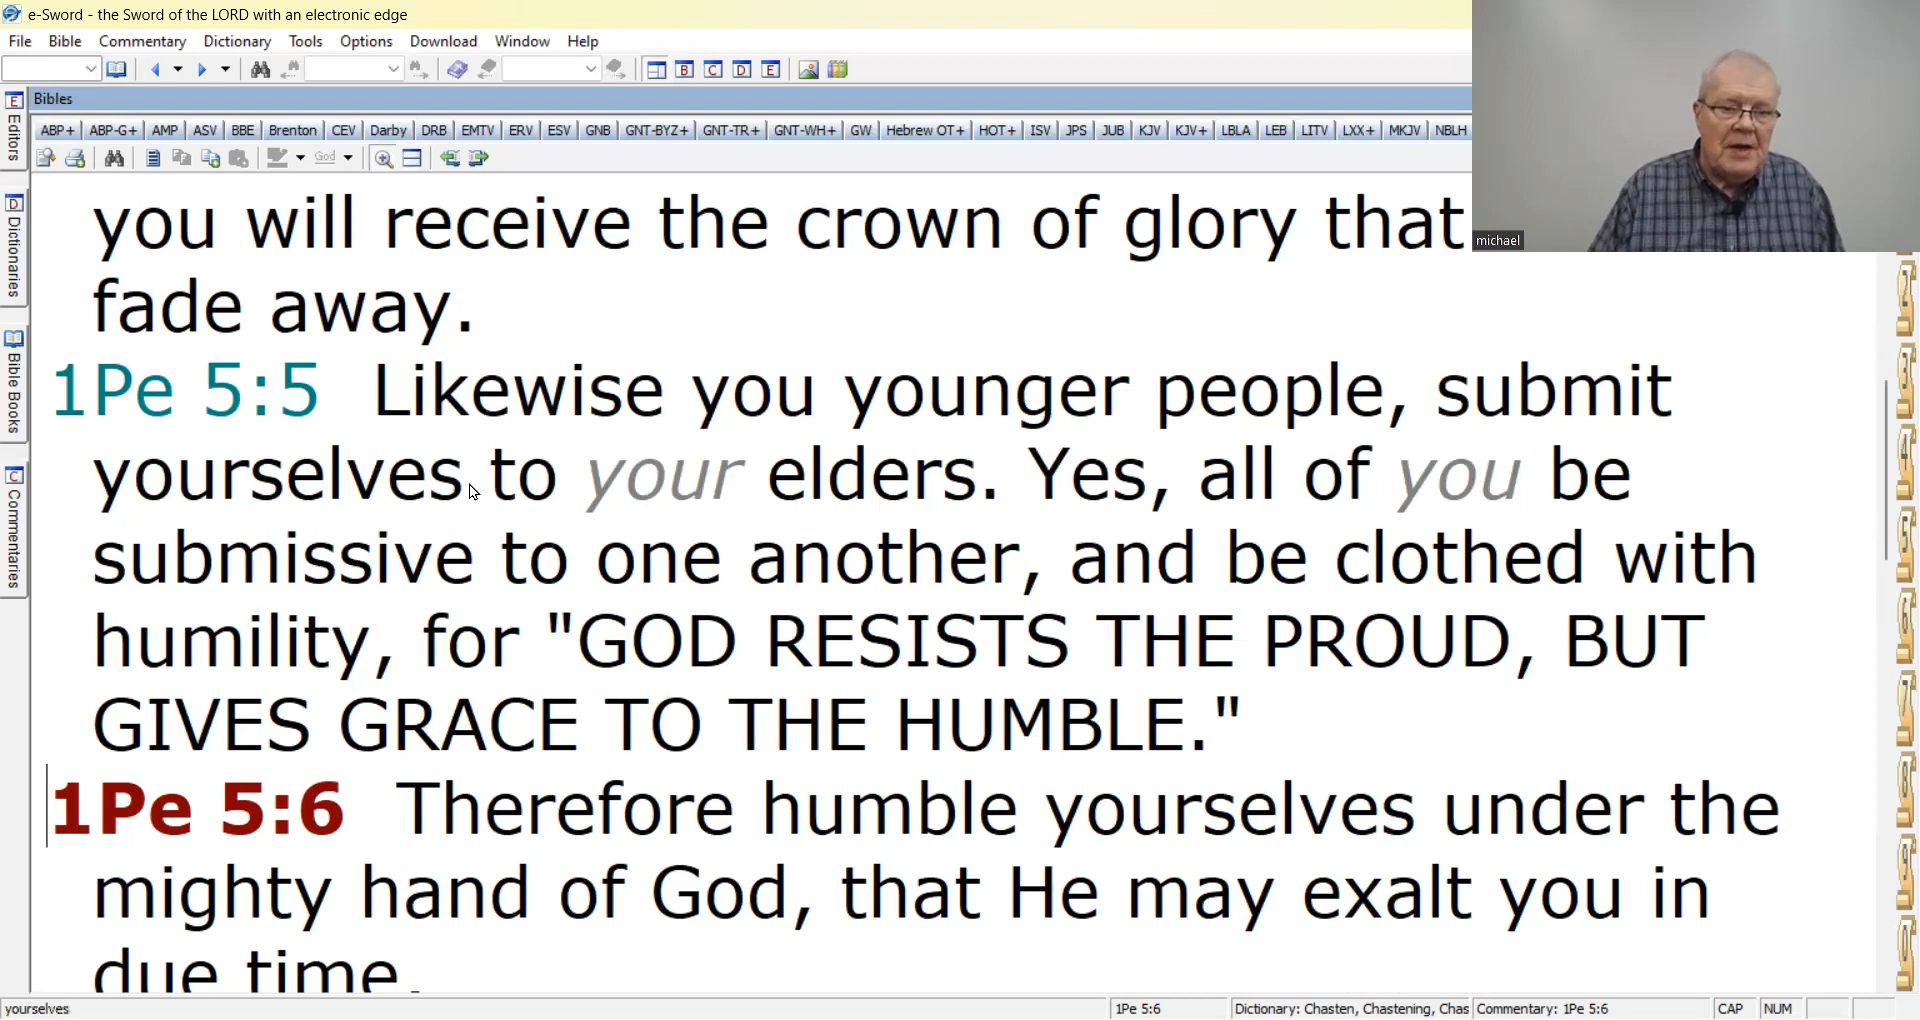 e-Sword - the Sword of the LORD with an electronic edge
File Bible Commentary Dictionary Tools Options Download Window Help
B C D E
Bibles
ABP+ ABP-G+ AMP ASV BBE Brenton CEV Darby DRB EMTV ERV ESV GNB GNT-BYZ+ GNT-TR+ GNT-WH+ GW Hebrew OT+ HOT+ ISV JPS JUB KJV KJV+ LBLA LEB LITV LXX+ MKJV NBLH
God
E Editors
D Dictionaries
Bible Books
C Commentaries
michael
you will receive the crown of glory that
fade away.
1Pe 5:5 Likewise you younger people, submit
yourselves to your elders. Yes, all of you be
submissive to one another, and be clothed with
humility, for "GOD RESISTS THE PROUD, BUT
GIVES GRACE TO THE HUMBLE."
1Pe 5:6 Therefore humble yourselves under the
mighty hand of God, that He may exalt you in
due time.
yourselves 1Pe 5:6 Dictionary: Chasten, Chastening, Chas Commentary: 1Pe 5:6 CAP NUM